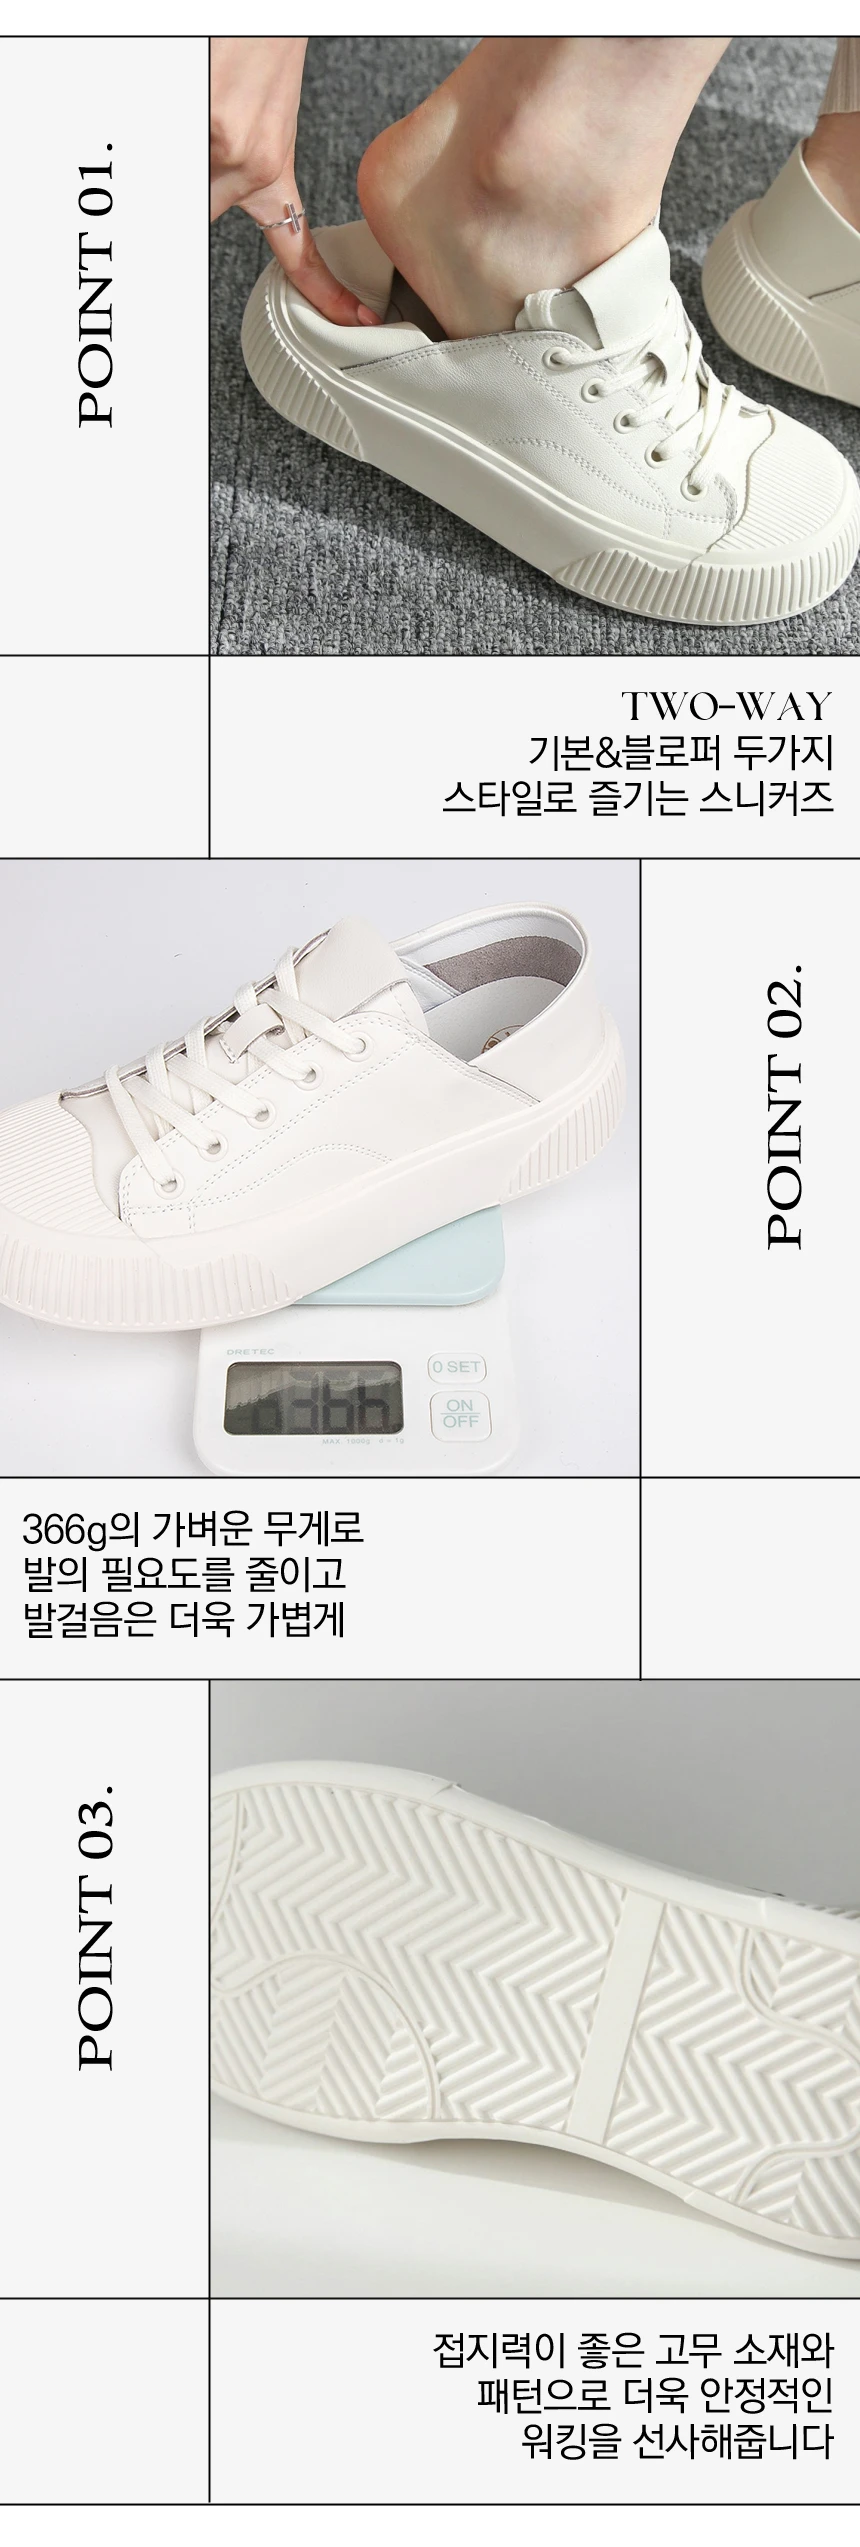 POINT 01.
TWO-WAY
기본&블로퍼 두가지
스타일로 즐기는 스니커즈
POINT 02.
DRETEC
0 SET
ON
OFF
MAX. 1000g
366g의 가벼운 무게로
발의 필요도를 줄이고
발걸음은 더욱 가볍게
POINT 03.
접지력이 좋은 고무 소재와
패턴으로 더욱 안정적인
워킹을 선사해줍니다